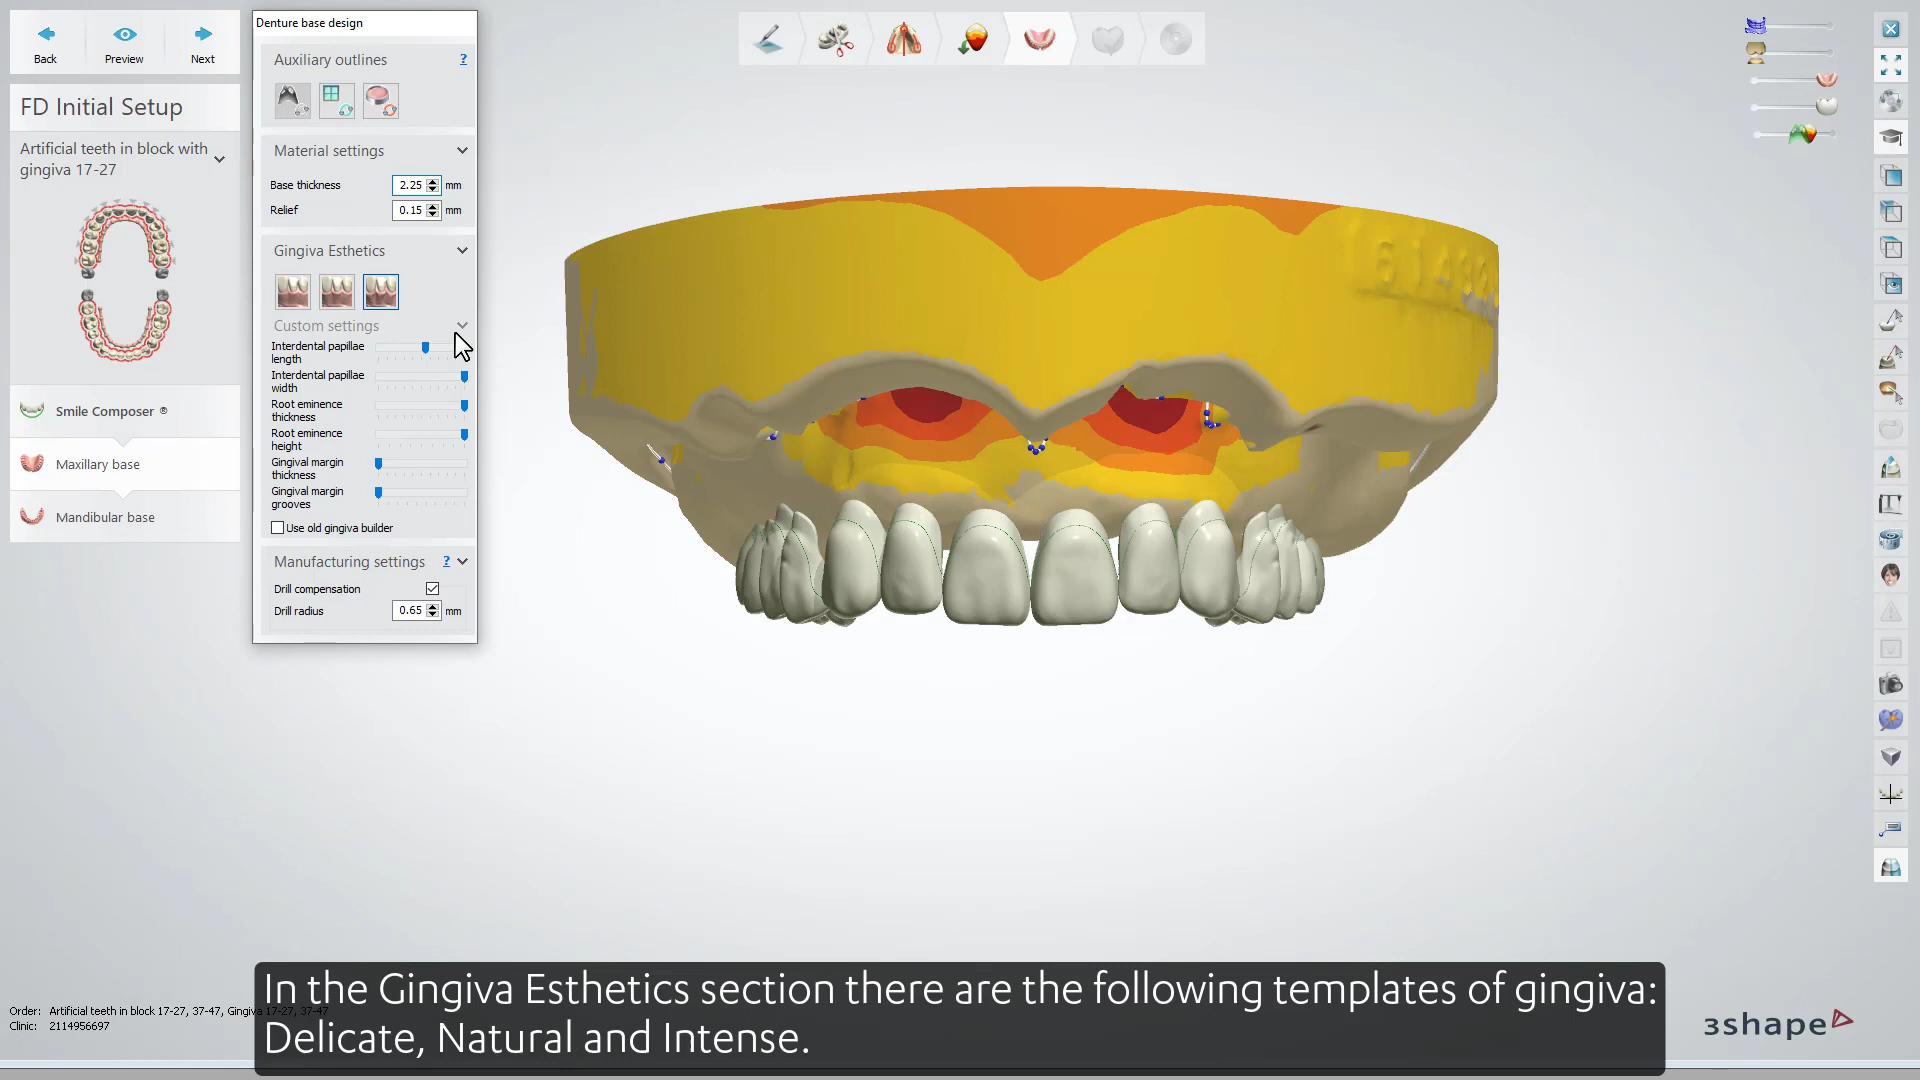 Back
Preview
Next
FD Initial Setup
Artificial teeth in block with
gingiva 17-27
Smile Composer ®
Maxillary base
Mandibular base
Denture base design
Auxiliary outlines
?
Material settings
Base thickness
2.25
mm
Relief
0.15
mm
Gingiva Esthetics
Custom settings
Interdental papillae
length
Interdental papillae
width
Root eminence
thickness
Root eminence
height
Gingival margin
thickness
Gingival margin
grooves
Use old gingiva builder
Manufacturing settings
?
Drill compensation
Drill radius
0.65
mm
Order: Artificial teeth in block 17-27, 37-47, Gingiva 17-27, 37-47
Clinic: 2114956697
In the Gingiva Esthetics section there are the following templates of gingiva:
Delicate, Natural and Intense.
3shape